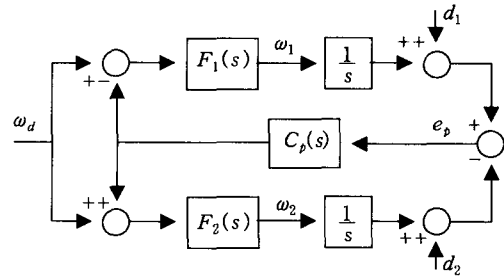 d₁
++
F₁(s)
ω₁
1/s
+−
ω_d
C_p(s)
e_p
+
−
++
F₂(s)
ω₂
1/s
++
d₂